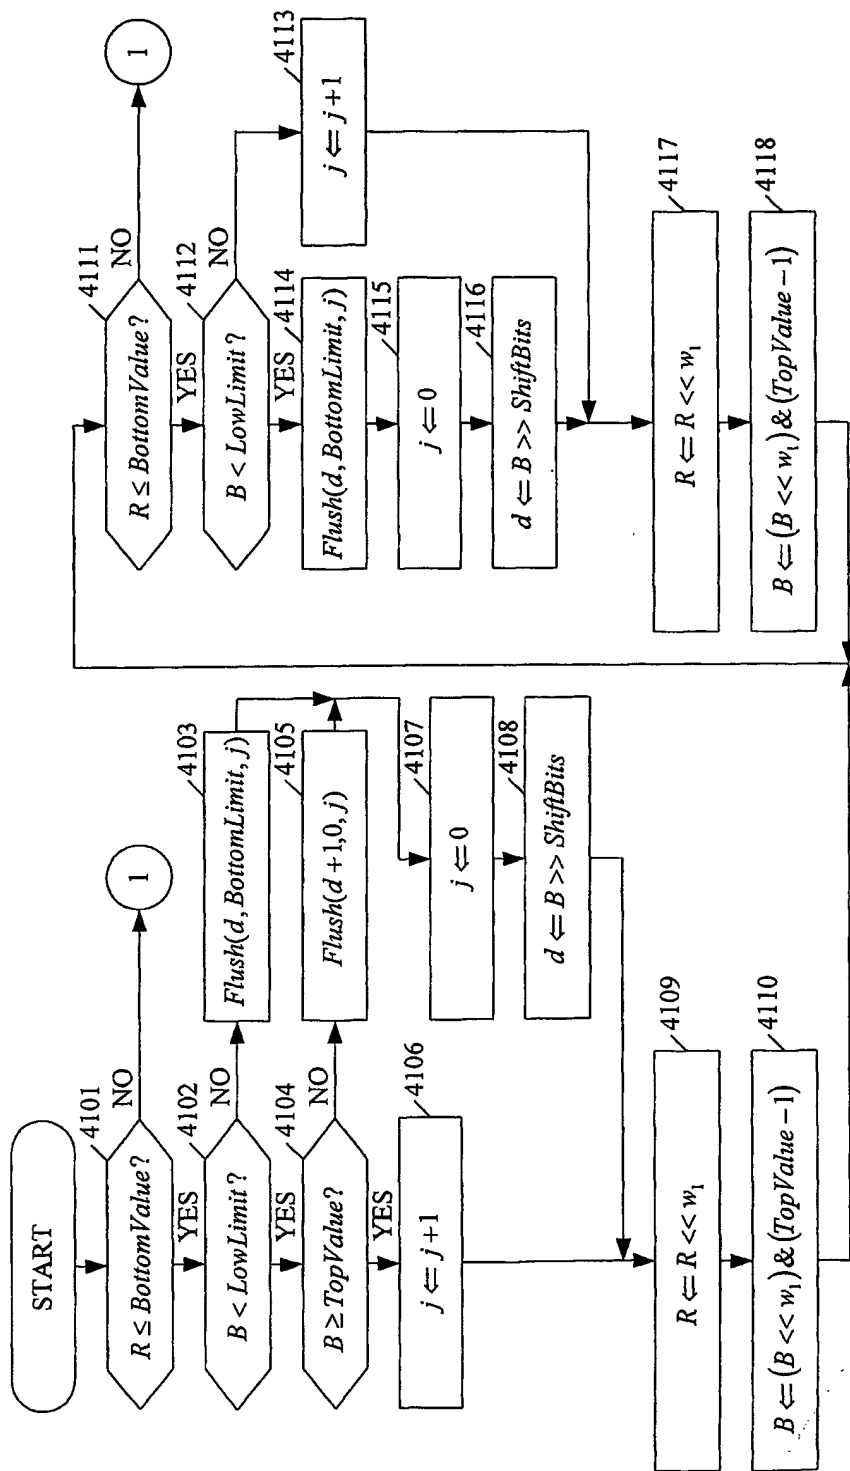 START
4101
R ≤ BottomValue?
NO
1
YES
4102
B < LowLimit?
NO
4103
Flush(d, BottomLimit, j)
YES
4104
B ≥ TopValue?
NO
4105
Flush(d+1,0, j)
YES
4106
j ⇐ j+1
4107
j ⇐ 0
4108
d ⇐ B >> ShiftBits
4109
R ⇐ R << w₁
4110
B ⇐ (B << w₁) & (TopValue − 1)
4111
R ≤ BottomValue?
NO
1
YES
4112
B < LowLimit?
NO
4113
j ⇐ j+1
YES
4114
Flush(d, BottomLimit, j)
4115
j ⇐ 0
4116
d ⇐ B >> ShiftBits
4117
R ⇐ R << w₁
4118
B ⇐ (B << w₁) & (TopValue − 1)